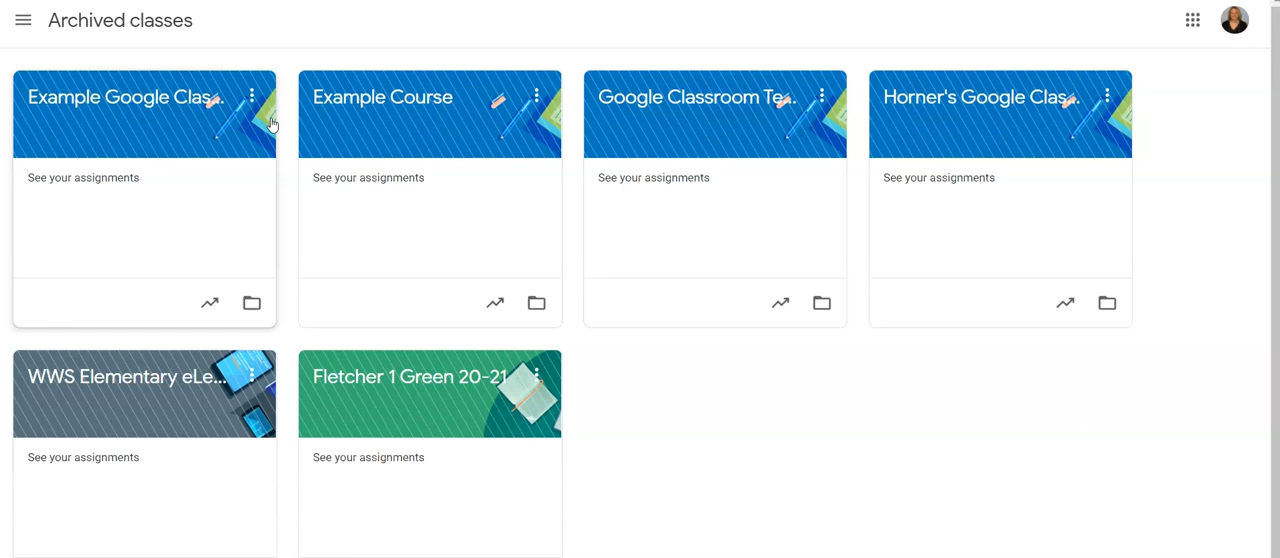 Archived classes
Example Google Clas...
Example Course
Google Classroom Te...
Horner's Google Clas...
See your assignments
See your assignments
See your assignments
See your assignments
WWS Elementary eLe...
Fletcher 1 Green 20-21
See your assignments
See your assignments